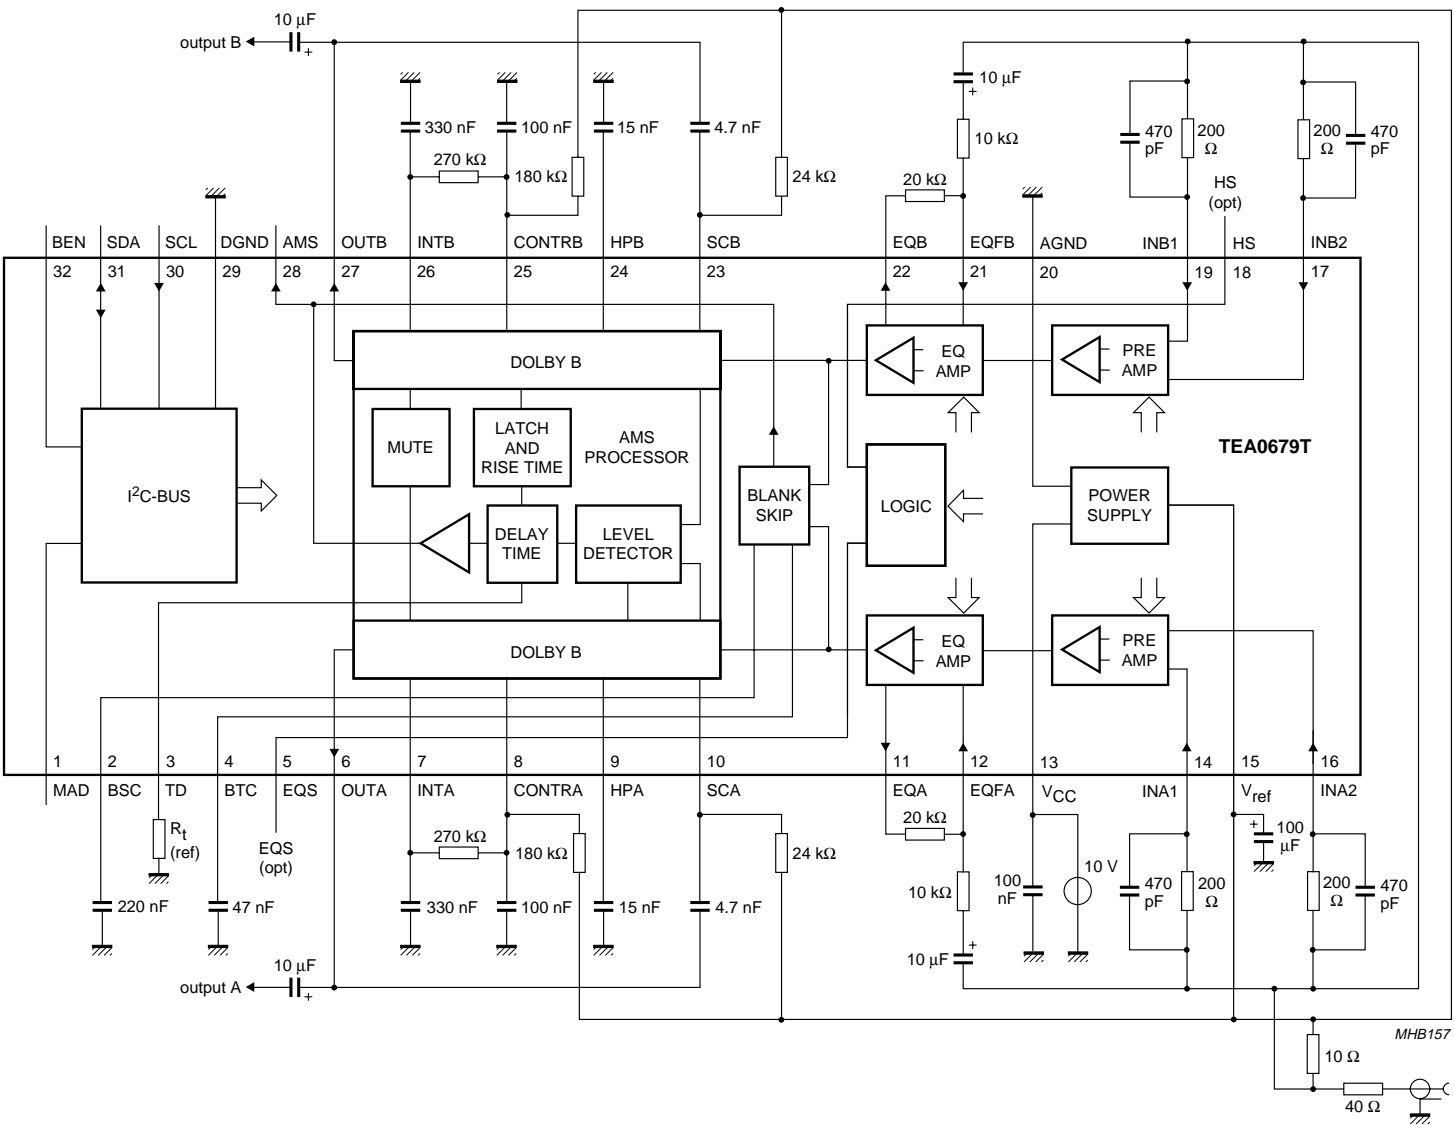 10 µF
output B
+
10 µF
+
330 nF
100 nF
15 nF
4.7 nF
10 kΩ
470 pF
200 Ω
200 Ω
470 pF
270 kΩ
180 kΩ
24 kΩ
20 kΩ
HS (opt)
BEN
SDA
SCL
DGND
AMS
OUTB
INTB
CONTRB
HPB
SCB
EQB
EQFB
AGND
INB1
HS
INB2
32
31
30
29
28
27
26
25
24
23
22
21
20
19
18
17
DOLBY B
EQ AMP
PRE AMP
MUTE
LATCH AND RISE TIME
AMS PROCESSOR
TEA0679T
I²C-BUS
BLANK SKIP
LOGIC
POWER SUPPLY
DELAY TIME
LEVEL DETECTOR
DOLBY B
EQ AMP
PRE AMP
1
2
3
4
5
6
7
8
9
10
11
12
13
14
15
16
MAD
BSC
TD
BTC
EQS
OUTA
INTA
CONTRA
HPA
SCA
EQA
EQFA
VCC
INA1
Vref
INA2
Rt (ref)
EQS (opt)
270 kΩ
180 kΩ
24 kΩ
20 kΩ
+
100 µF
10 V
220 nF
47 nF
330 nF
100 nF
15 nF
4.7 nF
10 kΩ
100 nF
470 pF
200 Ω
200 Ω
470 pF
10 µF
output A
+
10 µF
+
MHB157
10 Ω
40 Ω